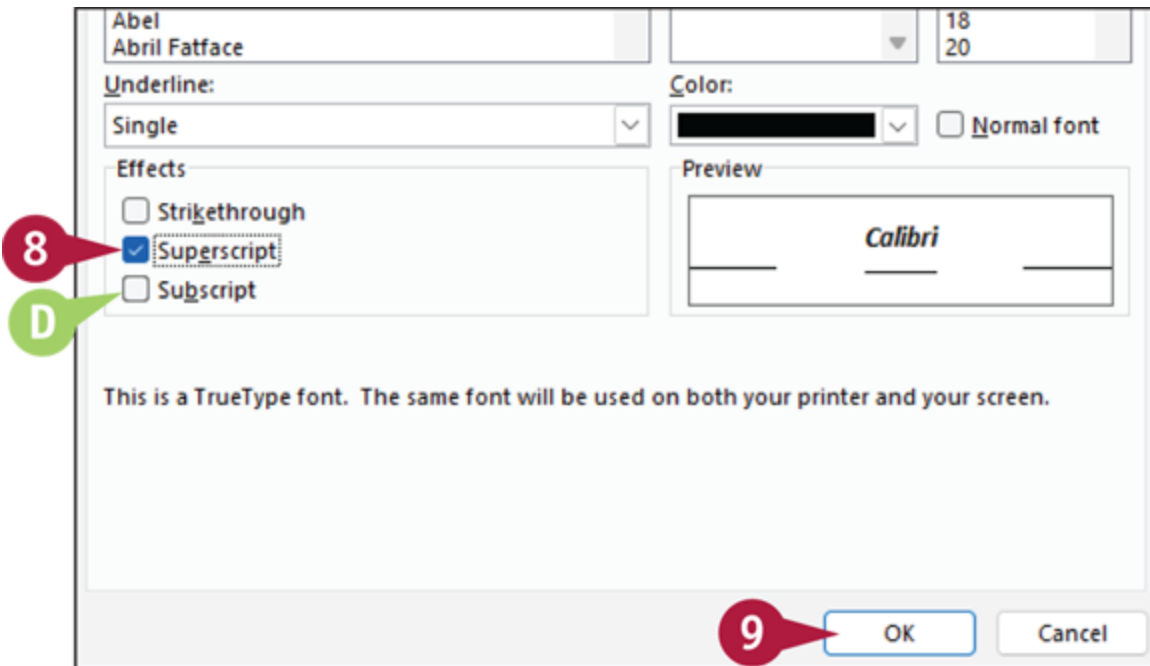 Abel
Abril Fatface
18
20
Underline:
Color:
Single
Normal font
Effects
Preview
Strikethrough
8
Superscript
Calibri
D
Subscript
This is a TrueType font. The same font will be used on both your printer and your screen.
9
OK
Cancel